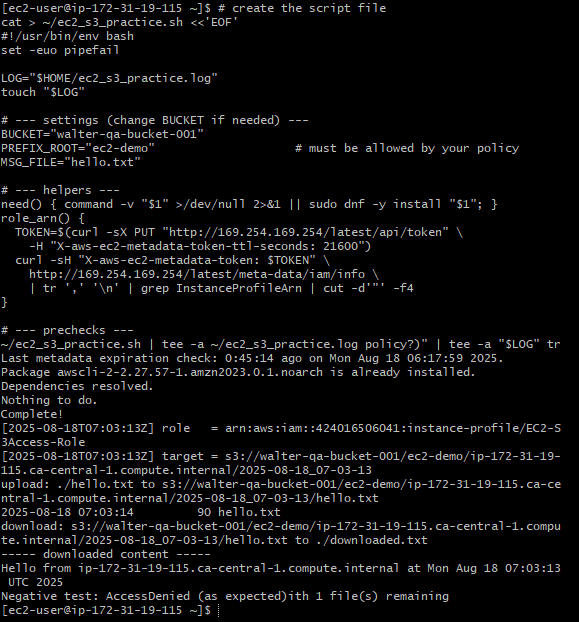 [ec2-user@ip-172-31-19-115 ~]$ # create the script file
cat > ~/ec2_s3_practice.sh <<'EOF'
#!/usr/bin/env bash
set -euo pipefail

LOG="$HOME/ec2_s3_practice.log"
touch "$LOG"

# --- settings (change BUCKET if needed) ---
BUCKET="walter-qa-bucket-001"
PREFIX_ROOT="ec2-demo"                    # must be allowed by your policy
MSG_FILE="hello.txt"

# --- helpers ---
need() { command -v "$1" >/dev/null 2>&1 || sudo dnf -y install "$1"; }
role_arn() {
  TOKEN=$(curl -sX PUT "http://169.254.169.254/latest/api/token" \
    -H "X-aws-ec2-metadata-token-ttl-seconds: 21600")
  curl -sH "X-aws-ec2-metadata-token: $TOKEN" \
    http://169.254.169.254/latest/meta-data/iam/info \
    | tr ',' '\n' | grep InstanceProfileArn | cut -d'"' -f4
}

# --- prechecks ---
~/ec2_s3_practice.sh | tee -a ~/ec2_s3_practice.log policy?)" | tee -a "$LOG" tr
Last metadata expiration check: 0:45:14 ago on Mon Aug 18 06:17:59 2025.
Package awscli-2-2.27.57-1.amzn2023.0.1.noarch is already installed.
Dependencies resolved.
Nothing to do.
Complete!
[2025-08-18T07:03:13Z] role   = arn:aws:iam::424016506041:instance-profile/EC2-S
3Access-Role
[2025-08-18T07:03:13Z] target = s3://walter-qa-bucket-001/ec2-demo/ip-172-31-19-
115.ca-central-1.compute.internal/2025-08-18_07-03-13
upload: ./hello.txt to s3://walter-qa-bucket-001/ec2-demo/ip-172-31-19-115.ca-ce
ntral-1.compute.internal/2025-08-18_07-03-13/hello.txt
2025-08-18 07:03:14         90 hello.txt
download: s3://walter-qa-bucket-001/ec2-demo/ip-172-31-19-115.ca-central-1.compu
te.internal/2025-08-18_07-03-13/hello.txt to ./downloaded.txt
----- downloaded content -----
Hello from ip-172-31-19-115.ca-central-1.compute.internal at Mon Aug 18 07:03:13
 UTC 2025
Negative test: AccessDenied (as expected)ith 1 file(s) remaining
[ec2-user@ip-172-31-19-115 ~]$